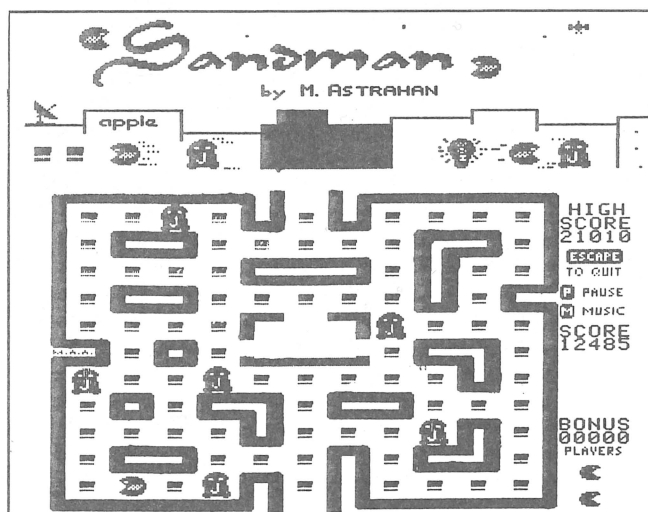 Sandman
by M. ASTRAHAN
apple
HIGH
SCORE
21010
ESCAPE
TO QUIT
P PAUSE
M MUSIC
SCORE
12485
M.A.A.
BONUS
00000
PLAYERS